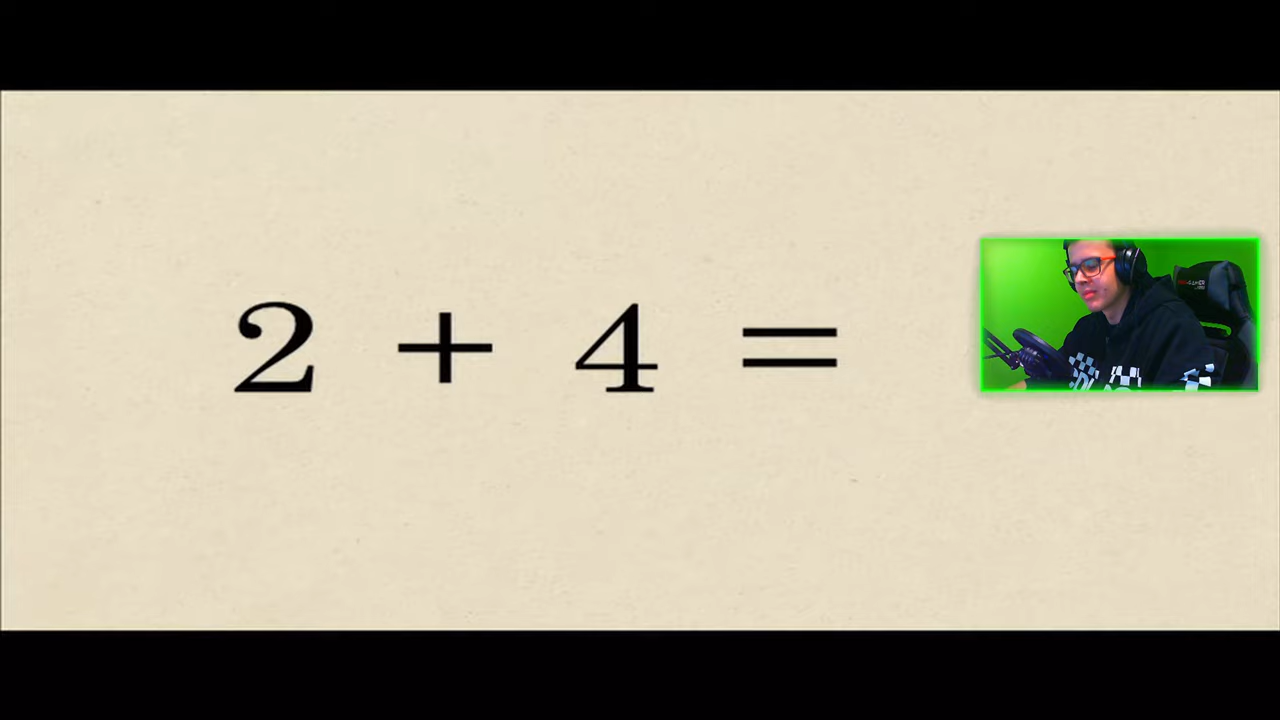 2 + 4 =